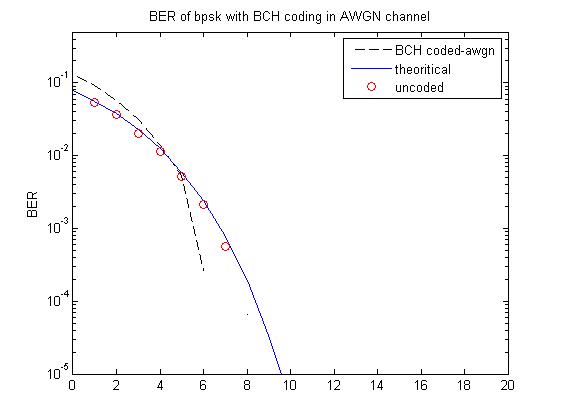 BER of bpsk with BCH coding in AWGN channel
BCH coded-awgn
theoritical
uncoded
BER
10^-1
10^-2
10^-3
10^-4
10^-5
0 2 4 6 8 10 12 14 16 18 20